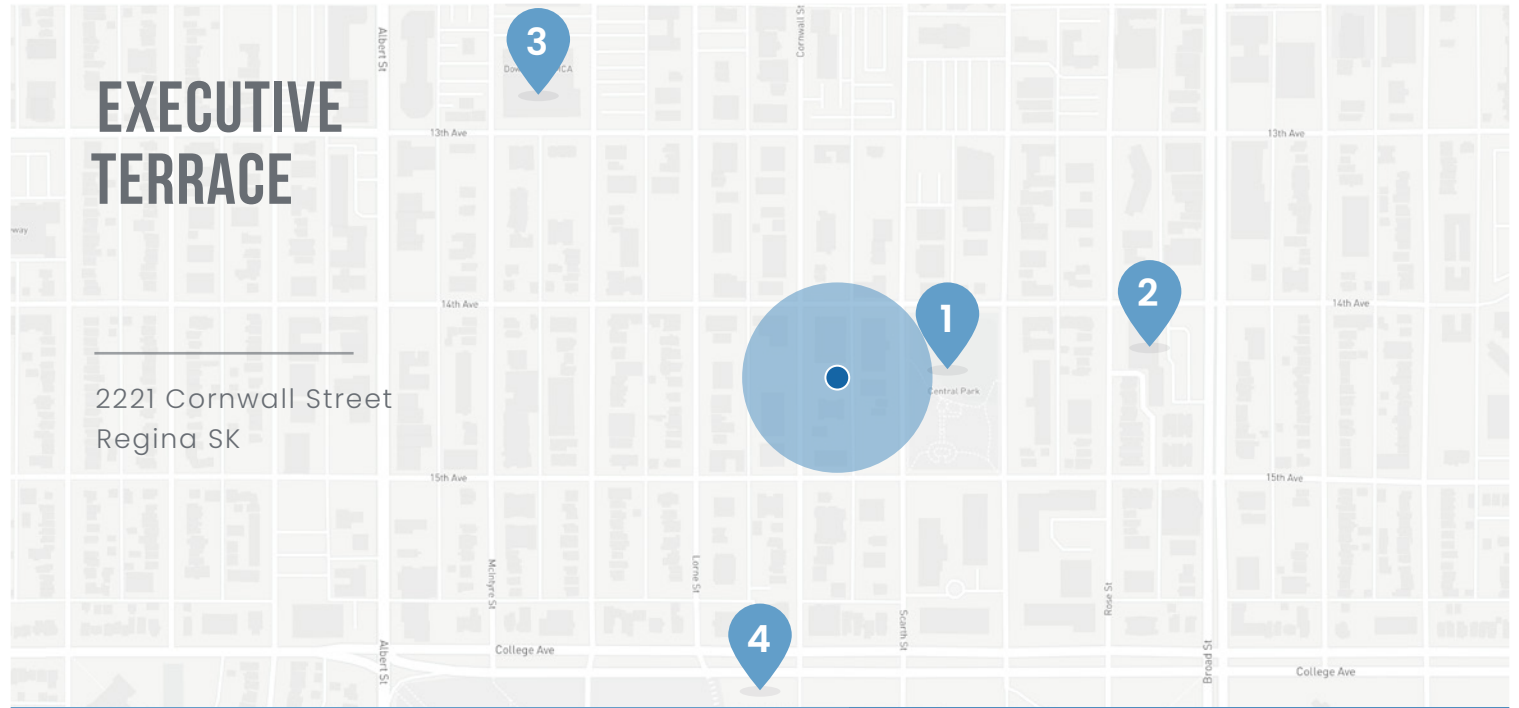 Albert St
3
Cornwall St
EXECUTIVE
TERRACE
13th Ave
13th Ave
way
14th Ave
1
2
14th Ave
2221 Cornwall Street
Regina SK
Central Park
15th Ave
15th Ave
McIntyre St
Lorne St
Scarth St
Rose St
4
Albert St
College Ave
Broad St
College Ave